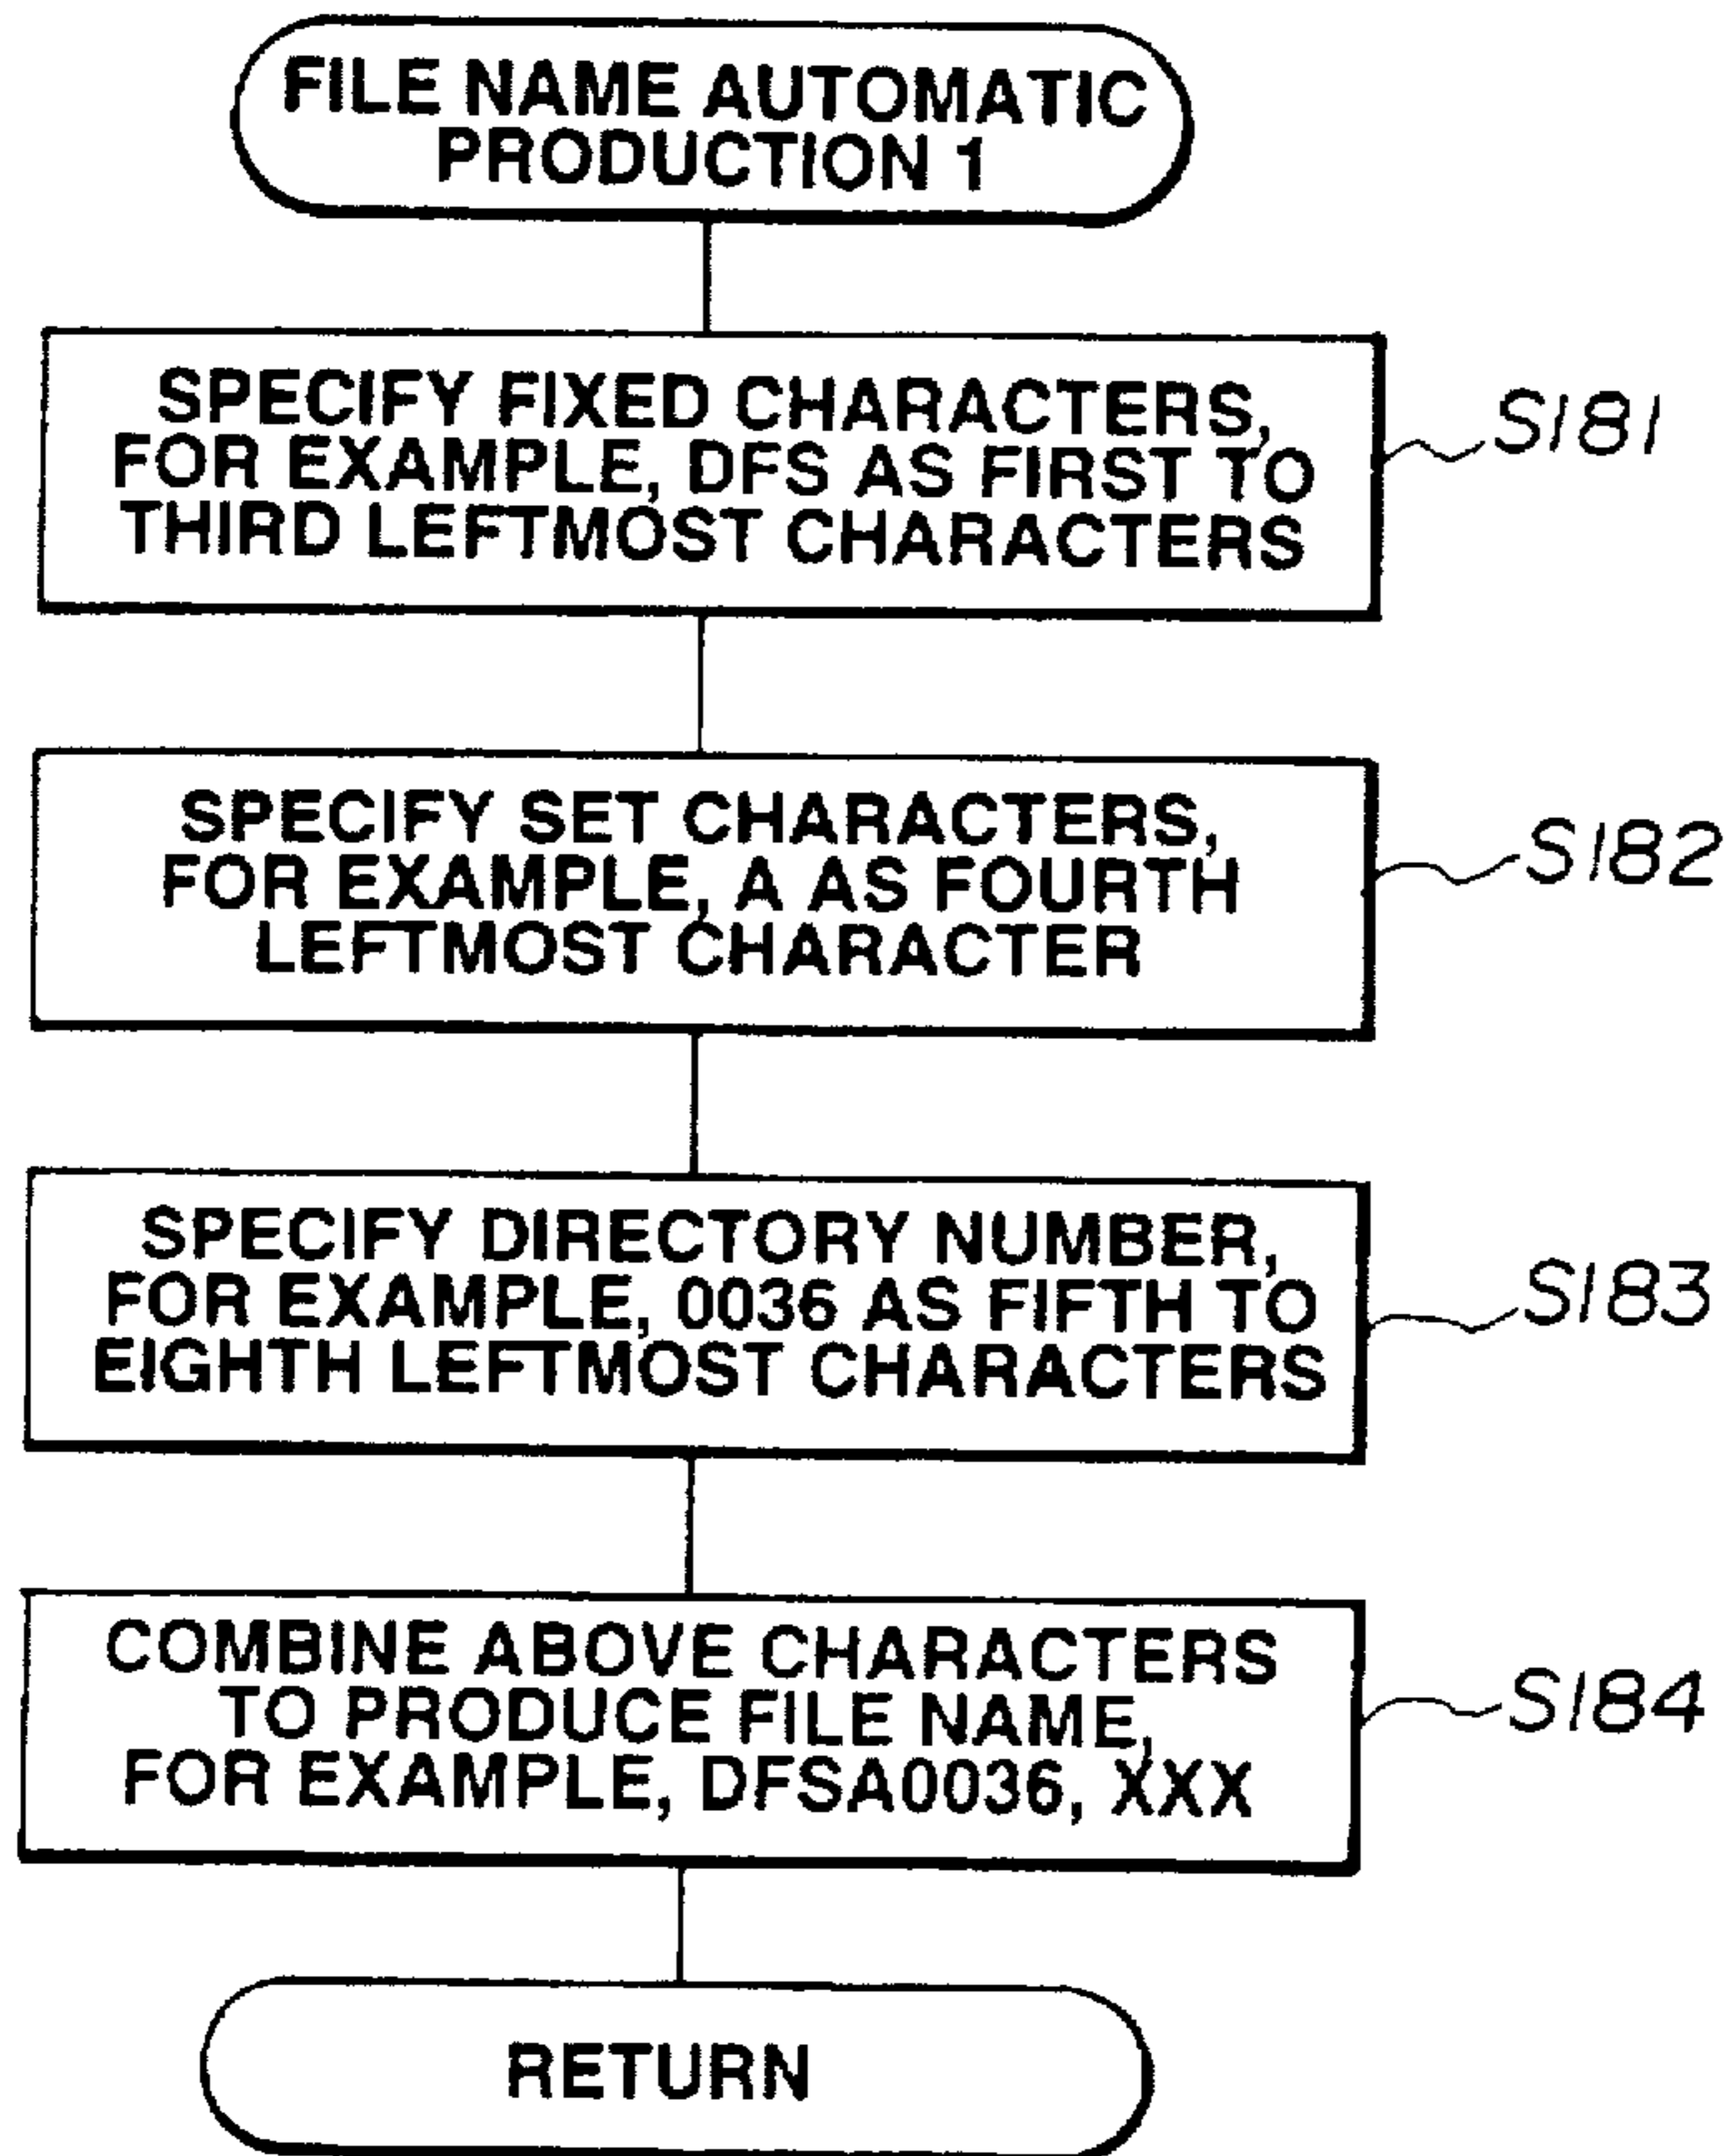 FILE NAME AUTOMATIC
PRODUCTION 1
SPECIFY FIXED CHARACTERS,
FOR EXAMPLE, DFS AS FIRST TO
THIRD LEFTMOST CHARACTERS
S181
SPECIFY SET CHARACTERS,
FOR EXAMPLE, A AS FOURTH
LEFTMOST CHARACTER
S182
SPECIFY DIRECTORY NUMBER,
FOR EXAMPLE, 0036 AS FIFTH TO
EIGHTH LEFTMOST CHARACTERS
S183
COMBINE ABOVE CHARACTERS
TO PRODUCE FILE NAME,
FOR EXAMPLE, DFSA0036, XXX
S184
RETURN